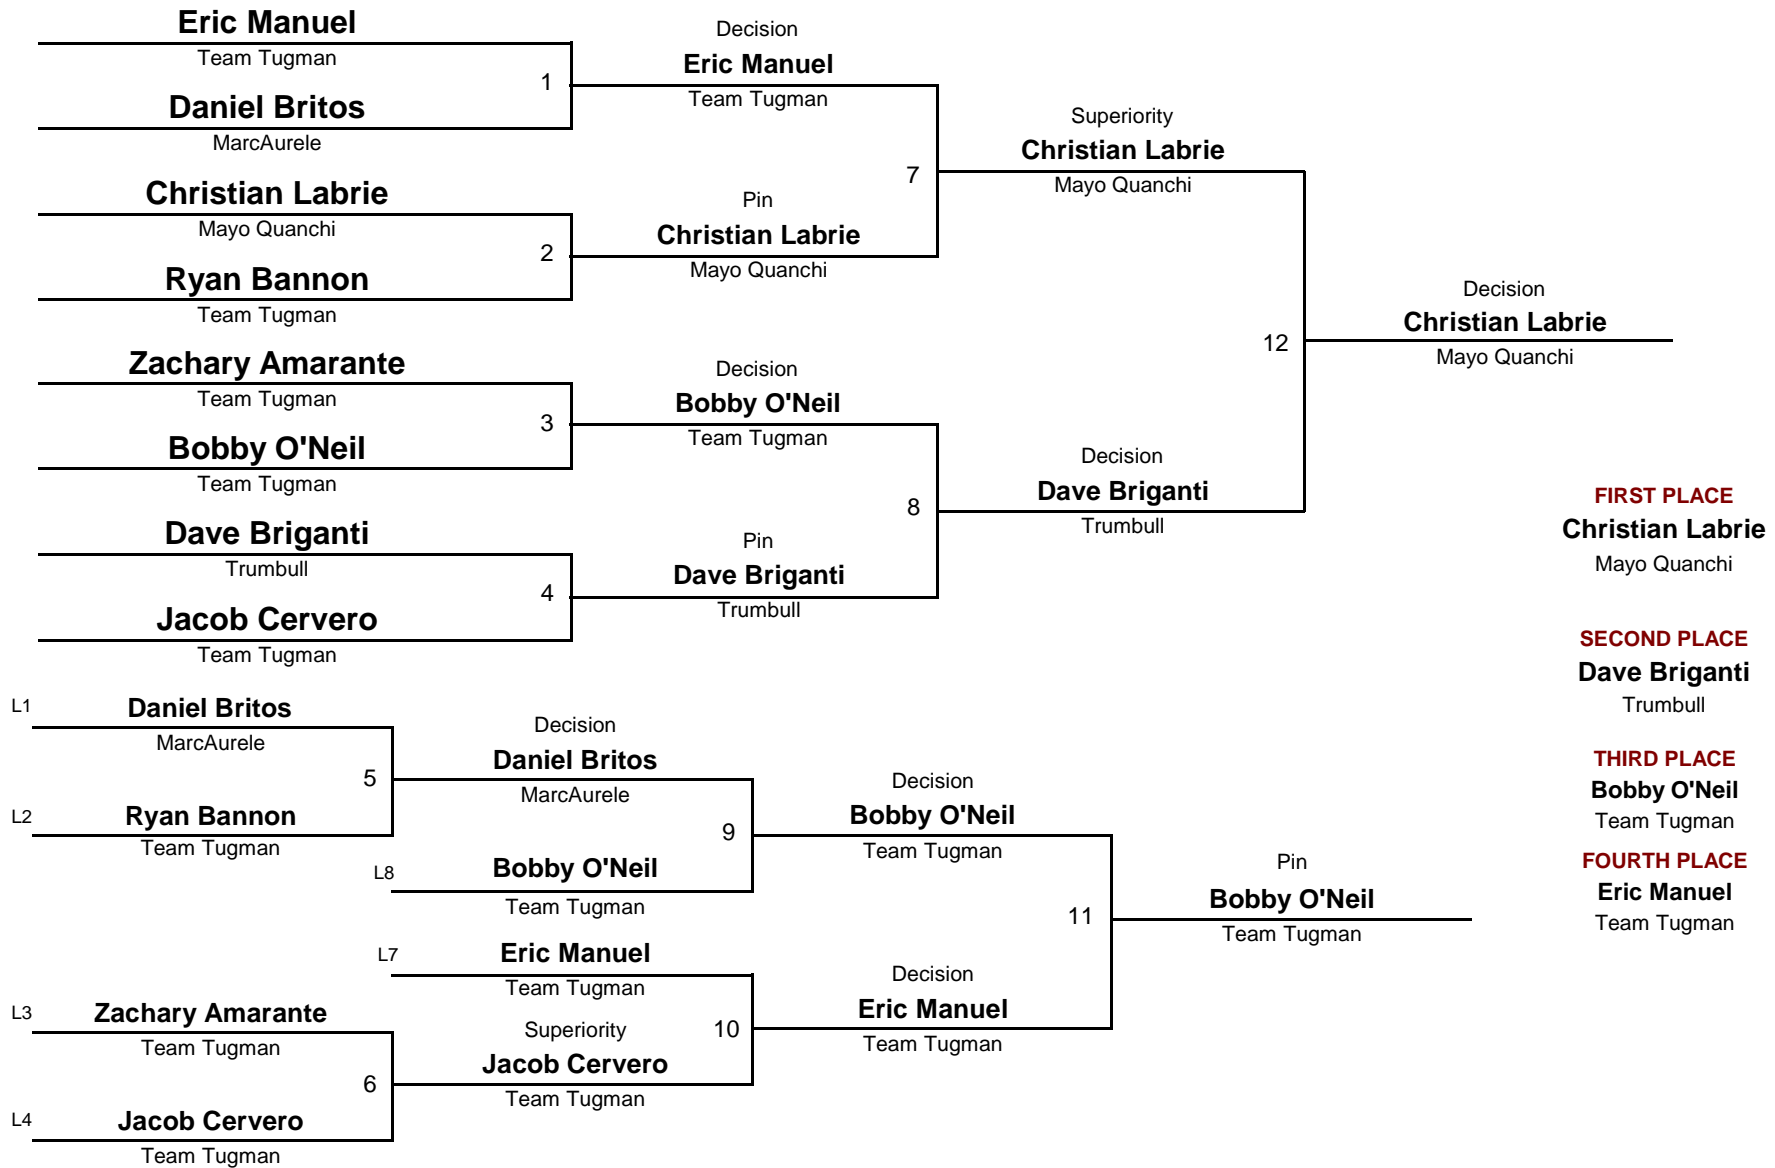 Eric Manuel
Team Tugman
1
Daniel Britos
MarcAurele
Decision
Eric Manuel
Team Tugman
Christian Labrie
Mayo Quanchi
2
Ryan Bannon
Team Tugman
Pin
Christian Labrie
Mayo Quanchi
7
Superiority
Christian Labrie
Mayo Quanchi
Zachary Amarante
Team Tugman
3
Bobby O'Neil
Team Tugman
Decision
Bobby O'Neil
Team Tugman
Dave Briganti
Trumbull
4
Jacob Cervero
Team Tugman
Pin
Dave Briganti
Trumbull
8
Decision
Dave Briganti
Trumbull
12
Decision
Christian Labrie
Mayo Quanchi
L1
Daniel Britos
MarcAurele
5
L2
Ryan Bannon
Team Tugman
Decision
Daniel Britos
MarcAurele
9
L8
Bobby O'Neil
Team Tugman
Decision
Bobby O'Neil
Team Tugman
L7
Eric Manuel
Team Tugman
L3
Zachary Amarante
Team Tugman
6
L4
Jacob Cervero
Team Tugman
Superiority
Jacob Cervero
Team Tugman
10
Decision
Eric Manuel
Team Tugman
11
Pin
Bobby O'Neil
Team Tugman
FIRST PLACE
Christian Labrie
Mayo Quanchi
SECOND PLACE
Dave Briganti
Trumbull
THIRD PLACE
Bobby O'Neil
Team Tugman
FOURTH PLACE
Eric Manuel
Team Tugman